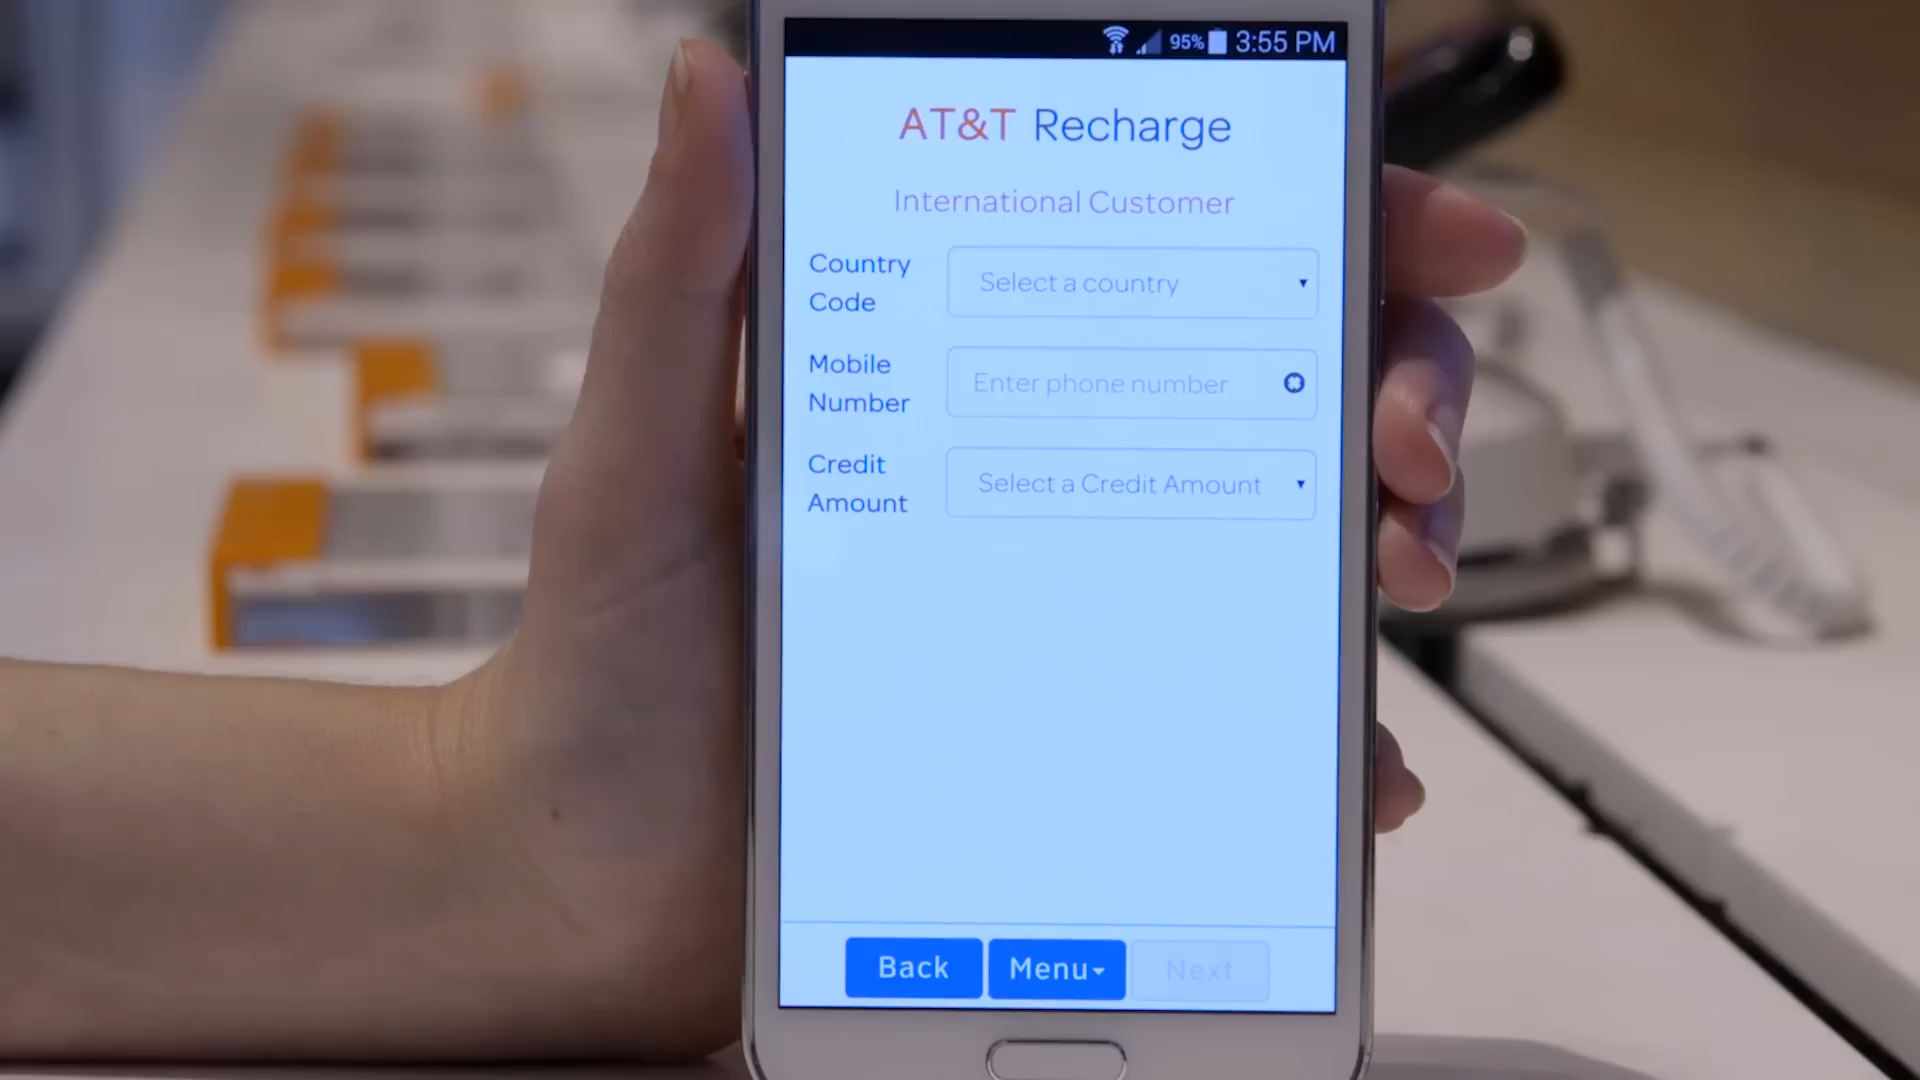 95% 3:55 PM
AT&T Recharge
International Customer
Country
Code
Select a country
Mobile
Number
Enter phone number
Credit
Amount
Select a Credit Amount
Back
Menu
Next